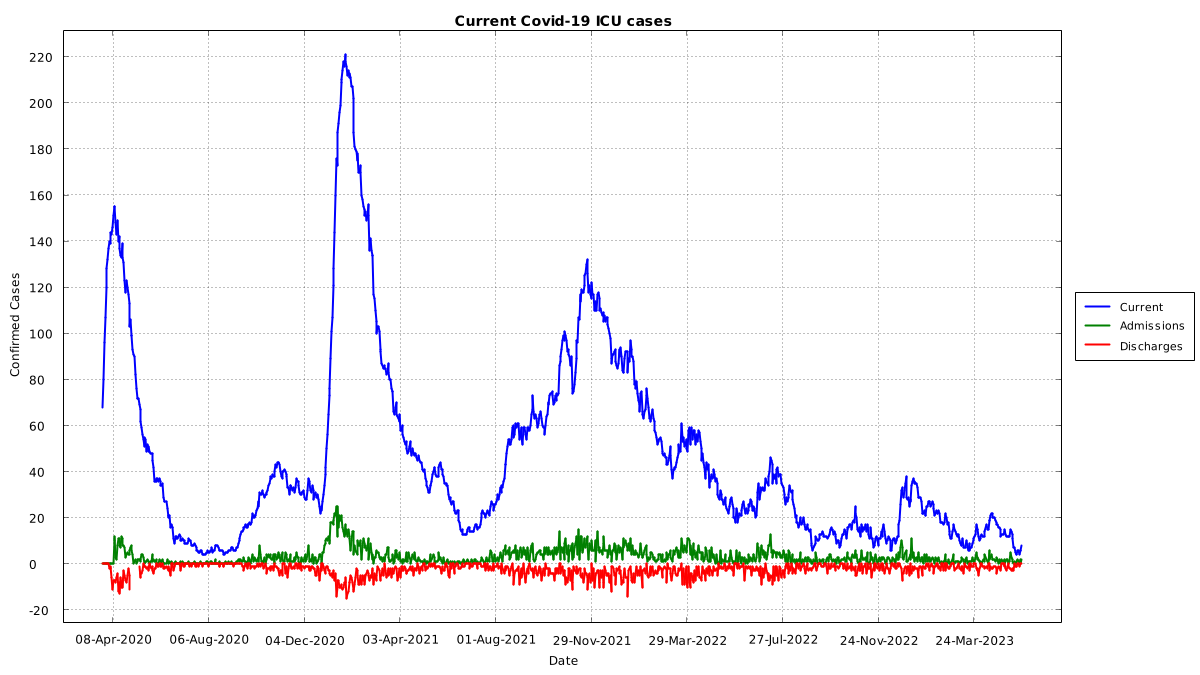 Current Covid-19 ICU cases
Confirmed Cases
220
200
180
160
140
120
100
80
60
40
20
0
-20
08-Apr-2020 06-Aug-2020 04-Dec-2020 03-Apr-2021 01-Aug-2021 29-Nov-2021 29-Mar-2022 27-Jul-2022 24-Nov-2022 24-Mar-2023
Date
Current
Admissions
Discharges